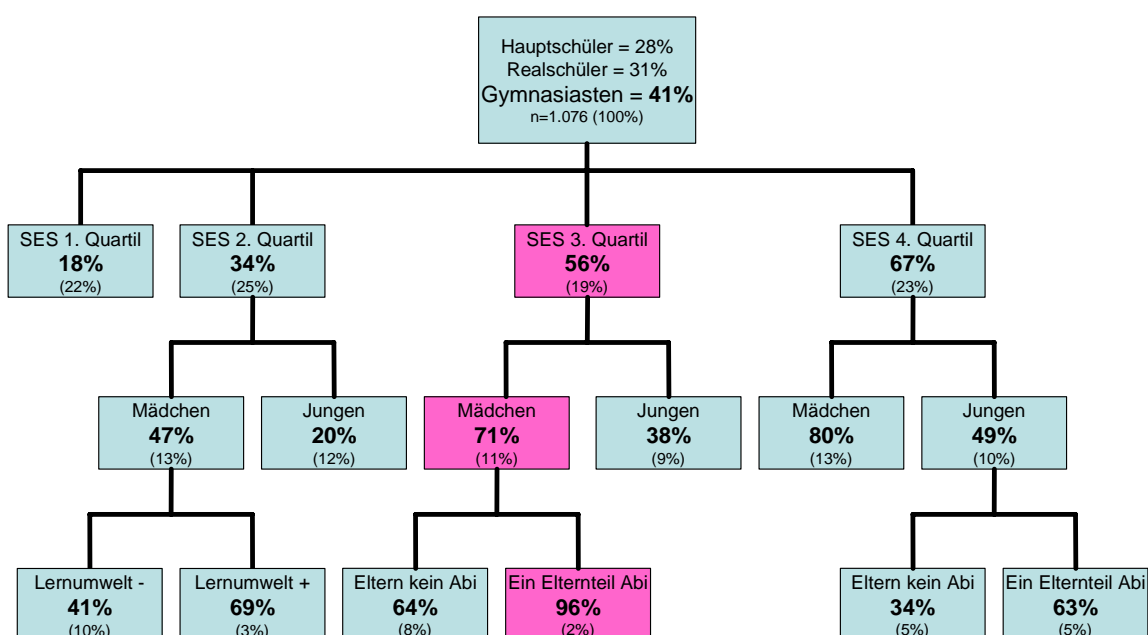 Hauptschüler = 28%
Realschüler = 31%
Gymnasiasten = 41%
n=1.076 (100%)
SES 1. Quartil
18%
(22%)
SES 2. Quartil
34%
(25%)
SES 3. Quartil
56%
(19%)
SES 4. Quartil
67%
(23%)
Mädchen
47%
(13%)
Jungen
20%
(12%)
Mädchen
71%
(11%)
Jungen
38%
(9%)
Mädchen
80%
(13%)
Jungen
49%
(10%)
Lernumwelt -
41%
(10%)
Lernumwelt +
69%
(3%)
Eltern kein Abi
64%
(8%)
Ein Elternteil Abi
96%
(2%)
Eltern kein Abi
34%
(5%)
Ein Elternteil Abi
63%
(5%)